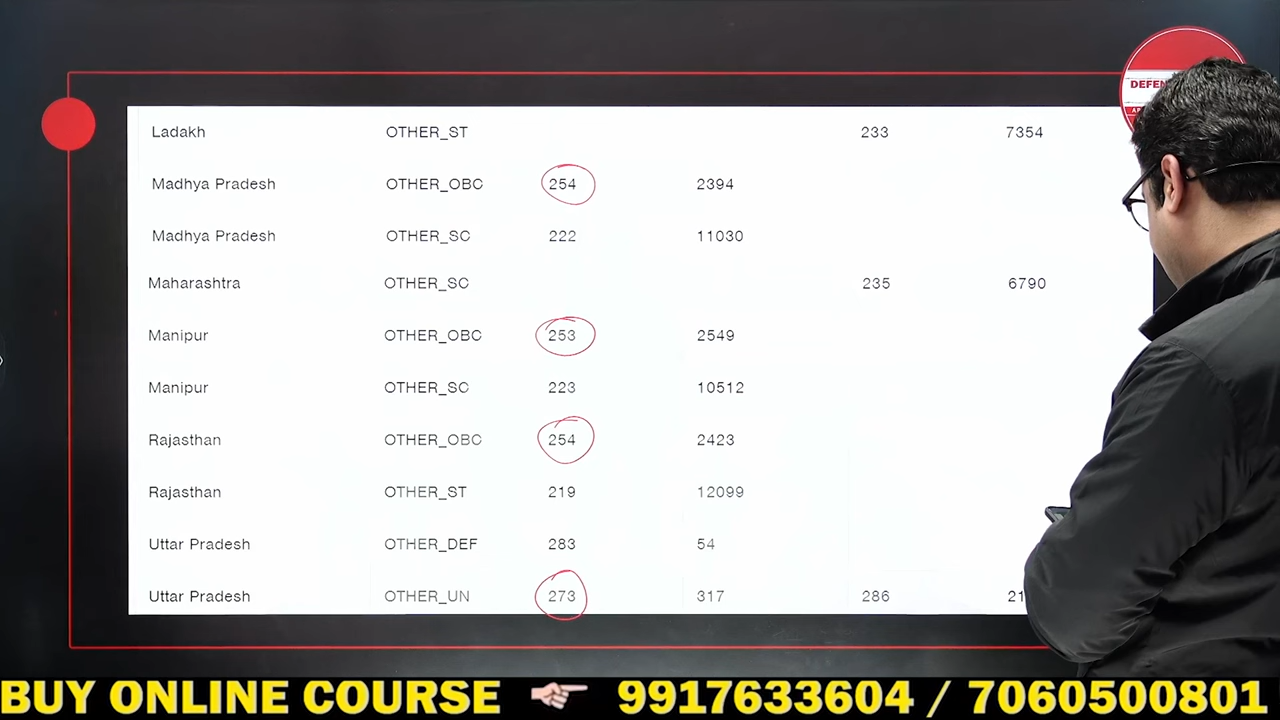 DEFEN
Ladakh OTHER_ST 233 7354
Madhya Pradesh OTHER_OBC 254 2394
Madhya Pradesh OTHER_SC 222 11030
Maharashtra OTHER_SC 235 6790
Manipur OTHER_OBC 253 2549
Manipur OTHER_SC 223 10512
Rajasthan OTHER_OBC 254 2423
Rajasthan OTHER_ST 219 12099
Uttar Pradesh OTHER_DEF 283 54
Uttar Pradesh OTHER_UN 273 317 286 21
BUY ONLINE COURSE 9917633604 / 7060500801